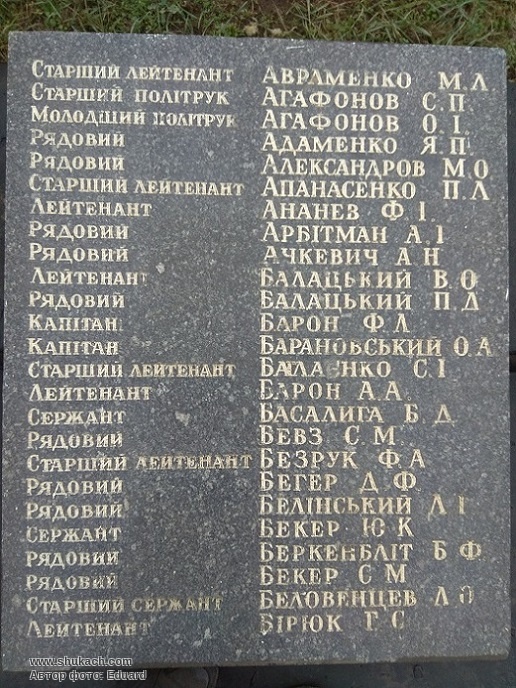 Старший лейтенант Авраменко М.Л
Старший політрук Агафонов С.П
Молодший політрук Агафонов О.І.
Рядовий Адаменко Я.П.
Рядовий Александров М.О
Старший лейтенант Апанасенко П.Л
Лейтенант Ананев Ф.І
Рядовий Арбітман А.І
Рядовий Ачкевич А Н
Лейтенант Балацький В.О
Рядовий Балацький П.Д
Капітан Барон Ф.Л
Капітан Барановський О.А
Старший лейтенант С.І
Лейтенант Барон А.А.
Сержант Басалига Б.Д
Рядовий Бевз С.М.
Старший лейтенант Безрук Ф.А
Рядовий Бегер Д.Ф
Рядовий Белінський Л.І
Сержант Бекер Ю К
Рядовий Беркенбліт Б Ф
Рядовий Бекер С М
Старший сержант Беловенцев
Лейтенант Бірюк Г С
www.shukach.com
Автор фото: Eduard